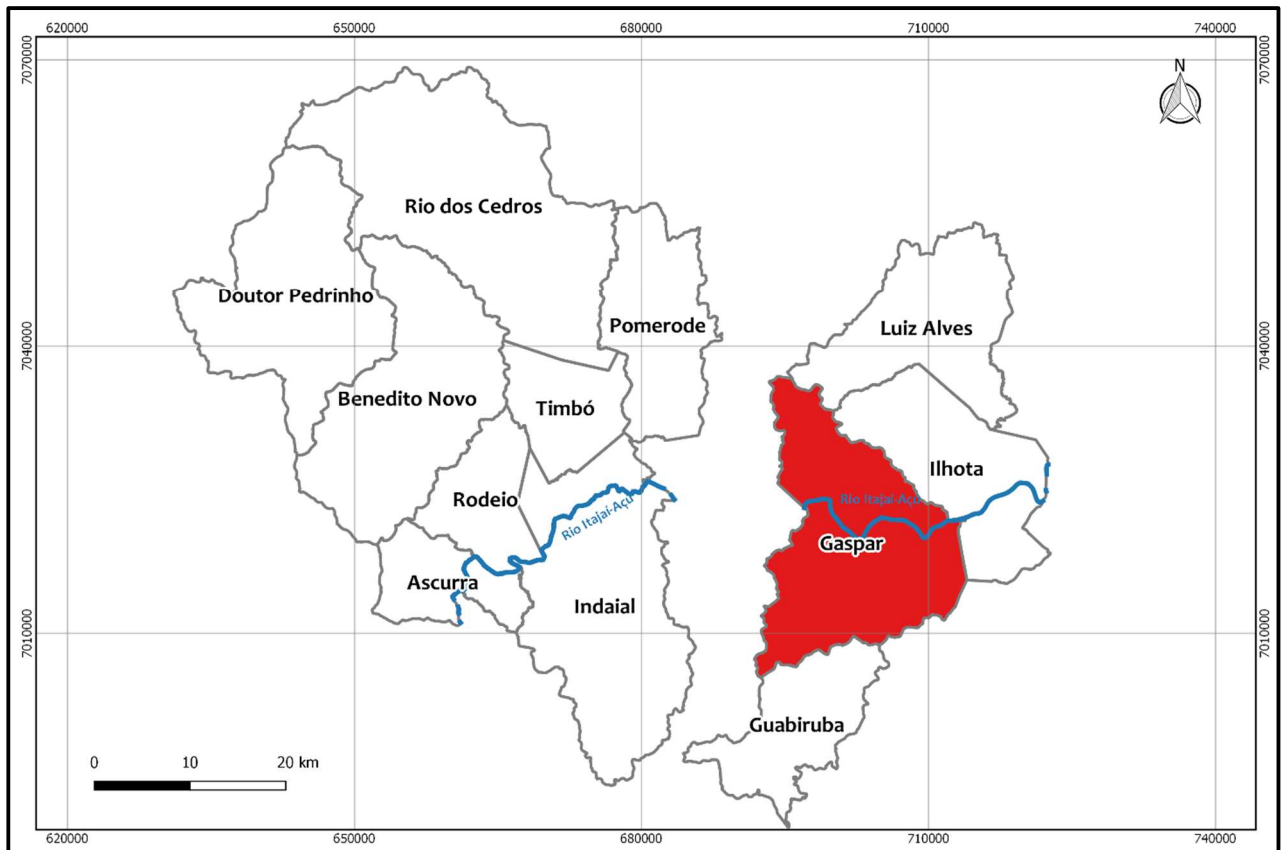 620000
650000
680000
710000
740000
7070000
7070000
N
Rio dos Cedros
Doutor Pedrinho
Pomerode
Luiz Alves
7040000
7040000
Benedito Novo
Timbó
Ilhota
Rodeio
Rio Itajaí-Açu
Rio Itajaí-Açu
Gaspar
Ascurra
Indaial
7010000
7010000
Guabiruba
0 10 20 km
620000
650000
680000
710000
740000